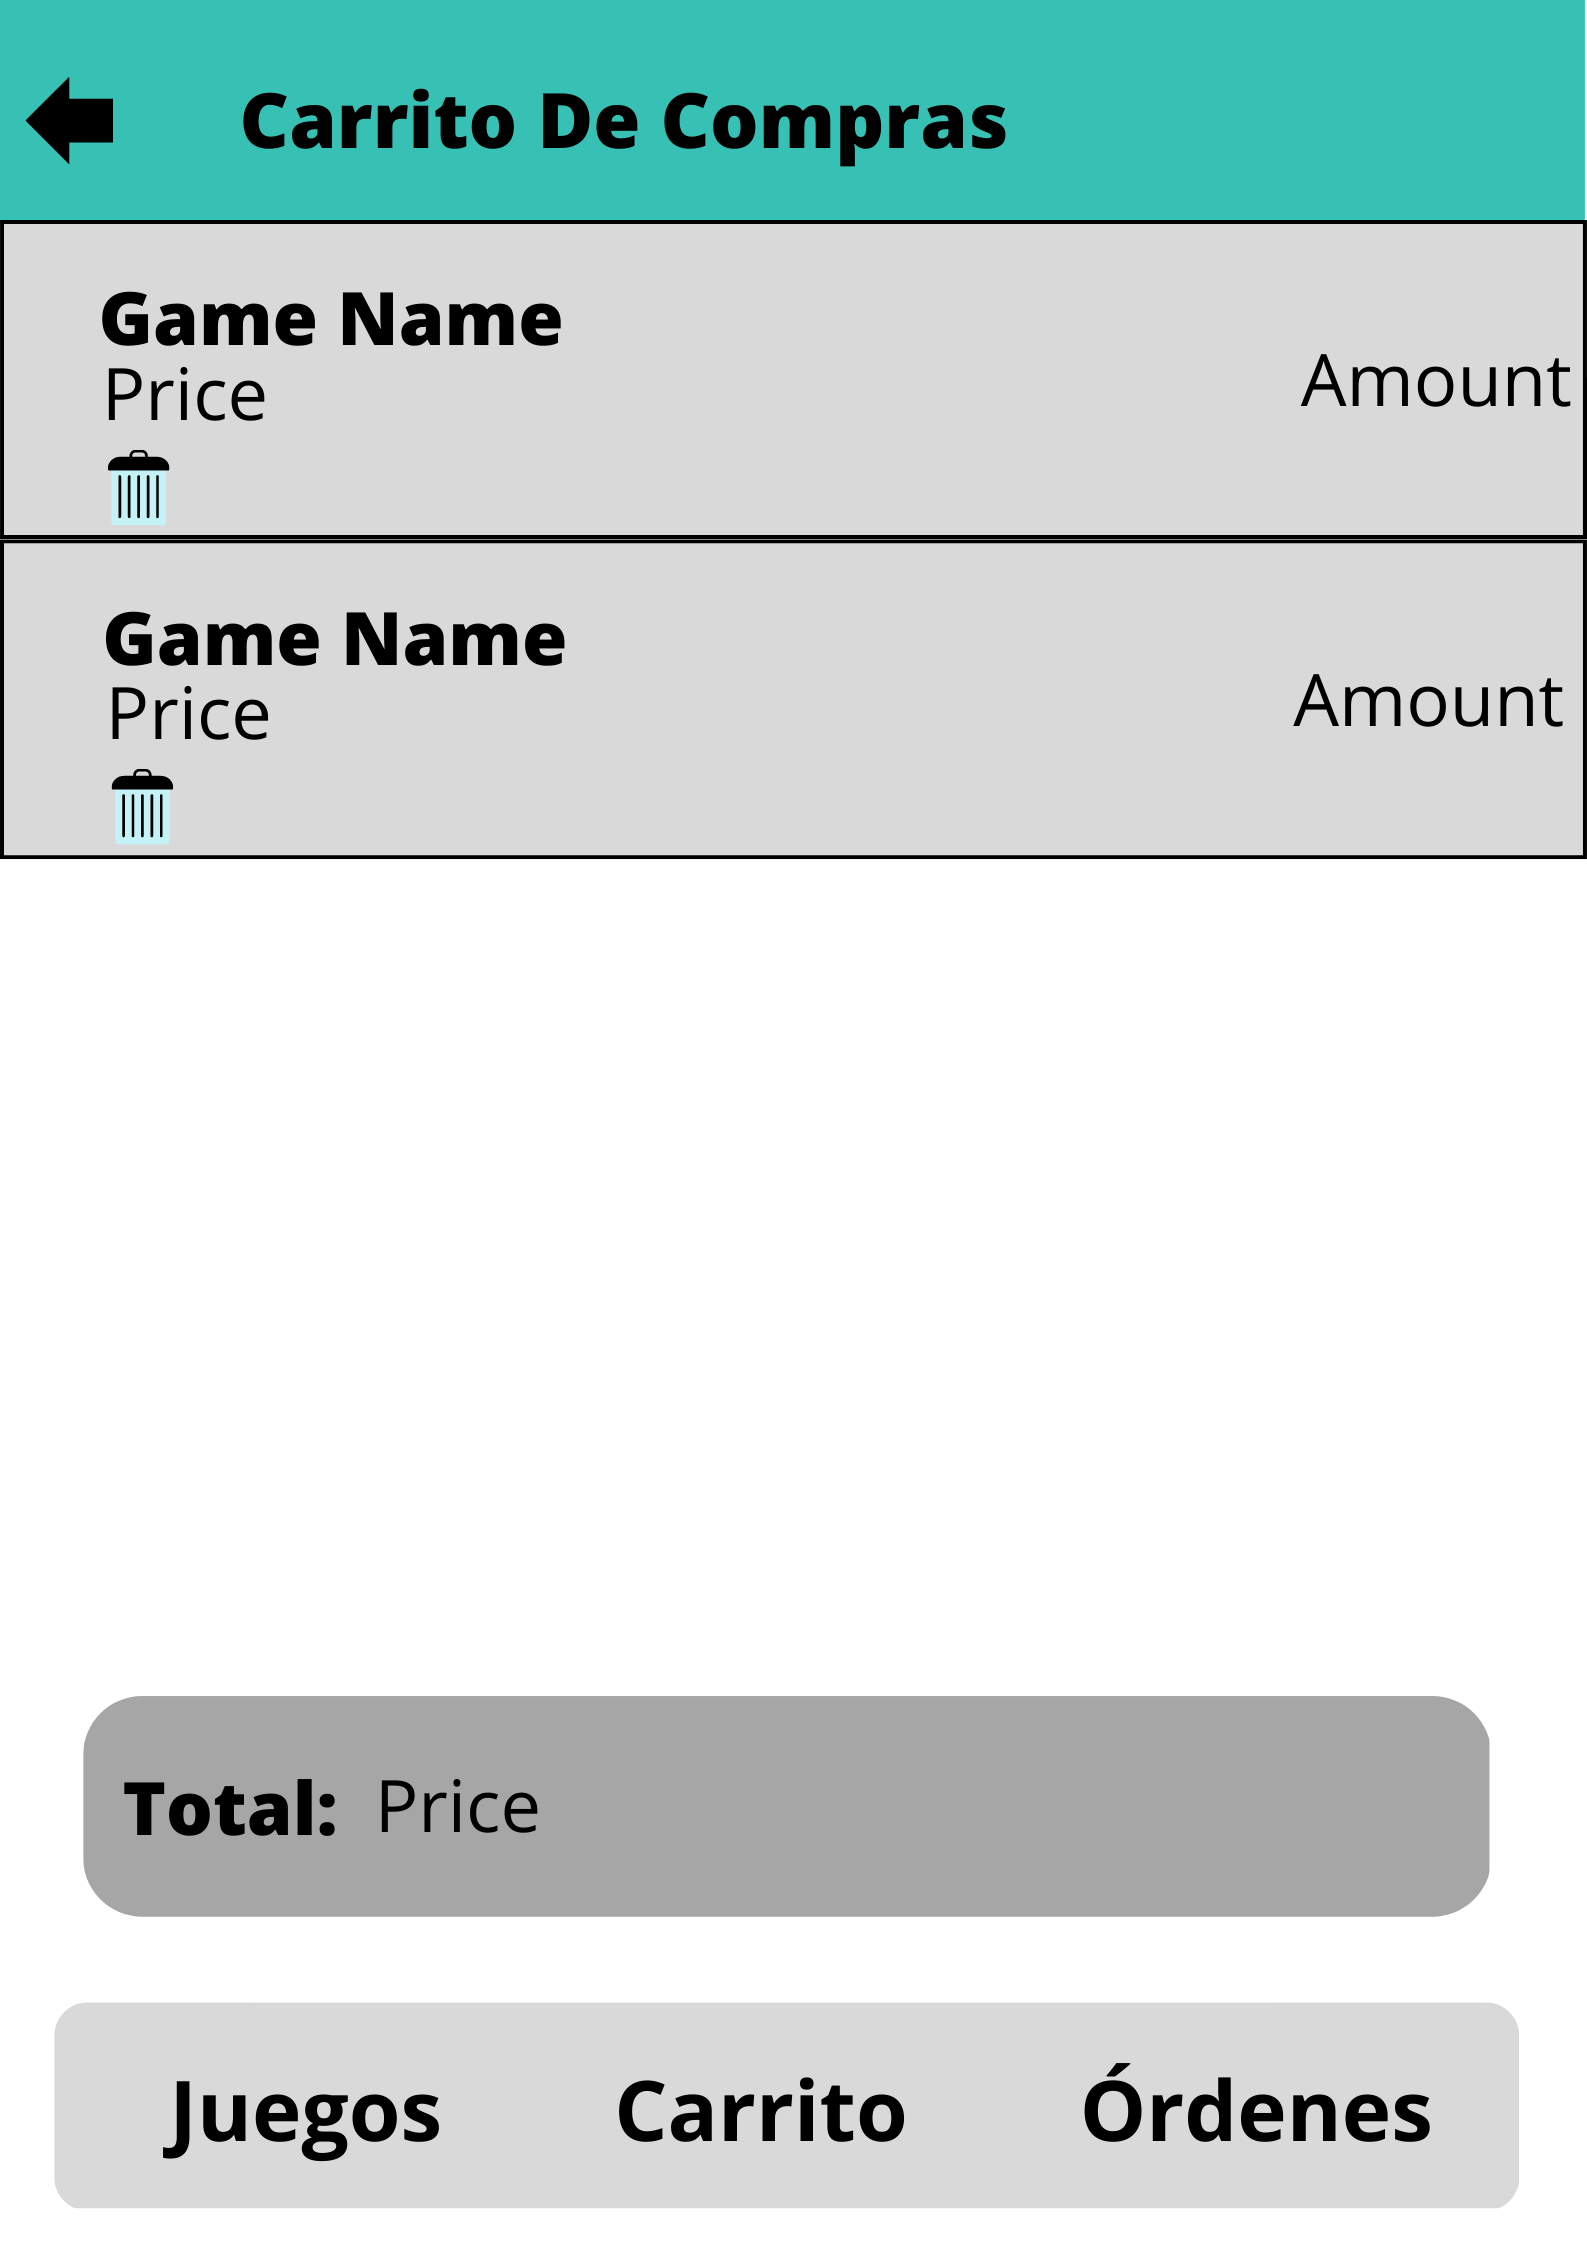 Carrito De Compras
Game Name
Price
Amount
Game Name
Price
Amount
Total: Price
Juegos Carrito Órdenes